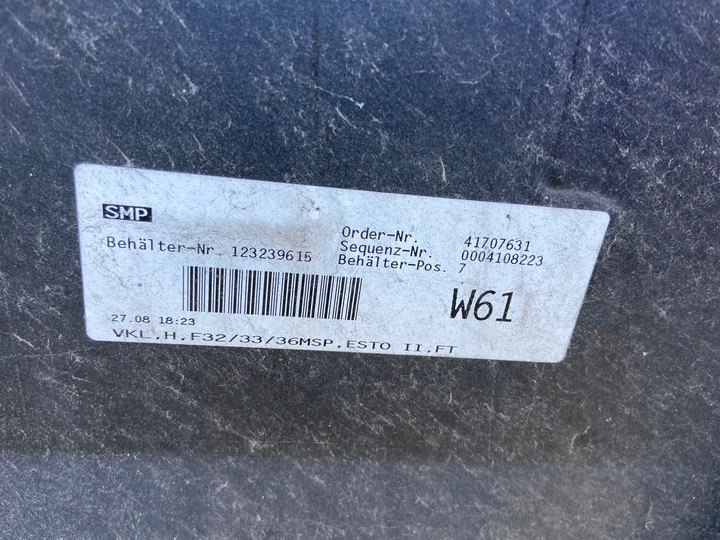 SMP
Order-Nr. 41707631
Behälter-Nr. 123239615 Sequenz-Nr. 0004108223
Behälter-Pos. 7
W61
27.08 18:23
VKL,H,F32/33/36MSP,ESTO II,FT